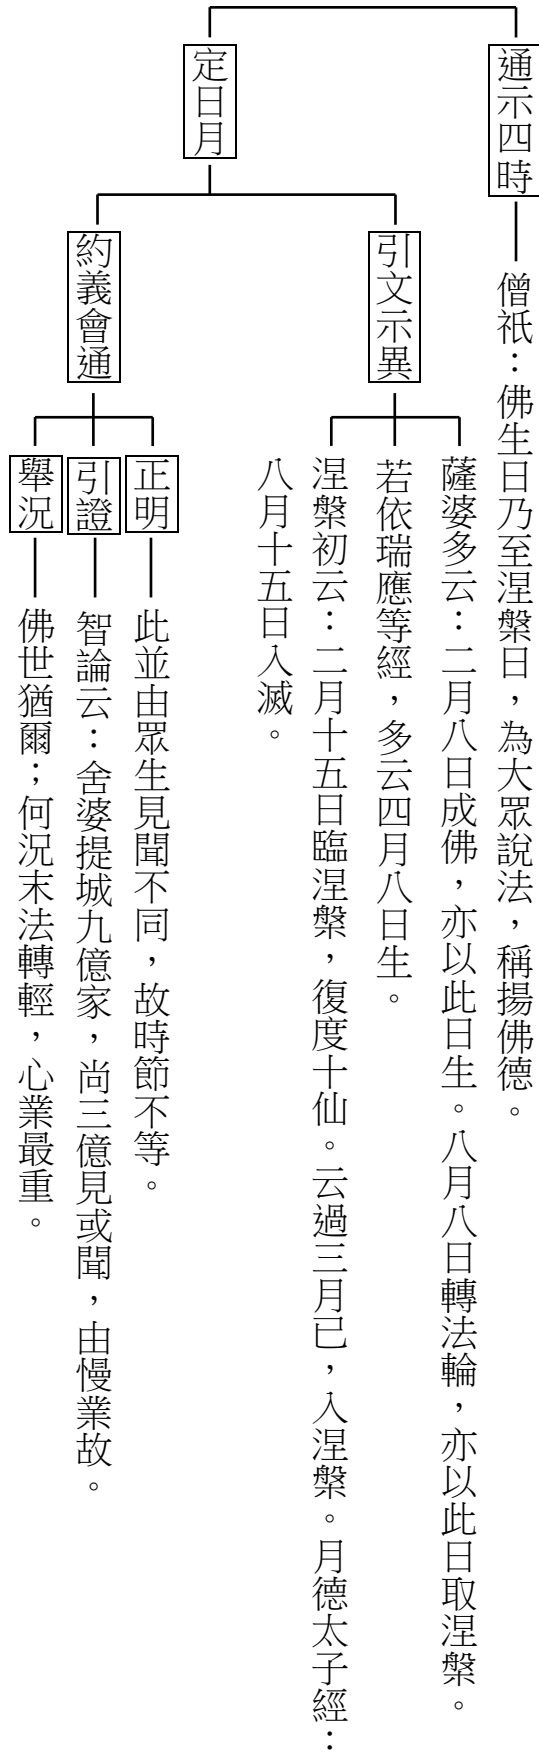 通示四時
僧祇：佛生日乃至涅槃日，為大眾說法，稱揚佛德。
定日月
引文示異
薩婆多云：二月八日成佛，亦以此日生。八月八日轉法輪，亦以此日取涅槃。
若依瑞應等經，多云四月八日生。
涅槃初云：二月十五日臨涅槃，復度十仙。云過三月已，入涅槃。月德太子經：
八月十五日入滅。
約義會通
正明
此並由眾生見聞不同，故時節不等。
引證
智論云：舍婆提城九億家，尚三億見或聞，由慢業故。
舉況
佛世猶爾；何況末法轉輕，心業最重。